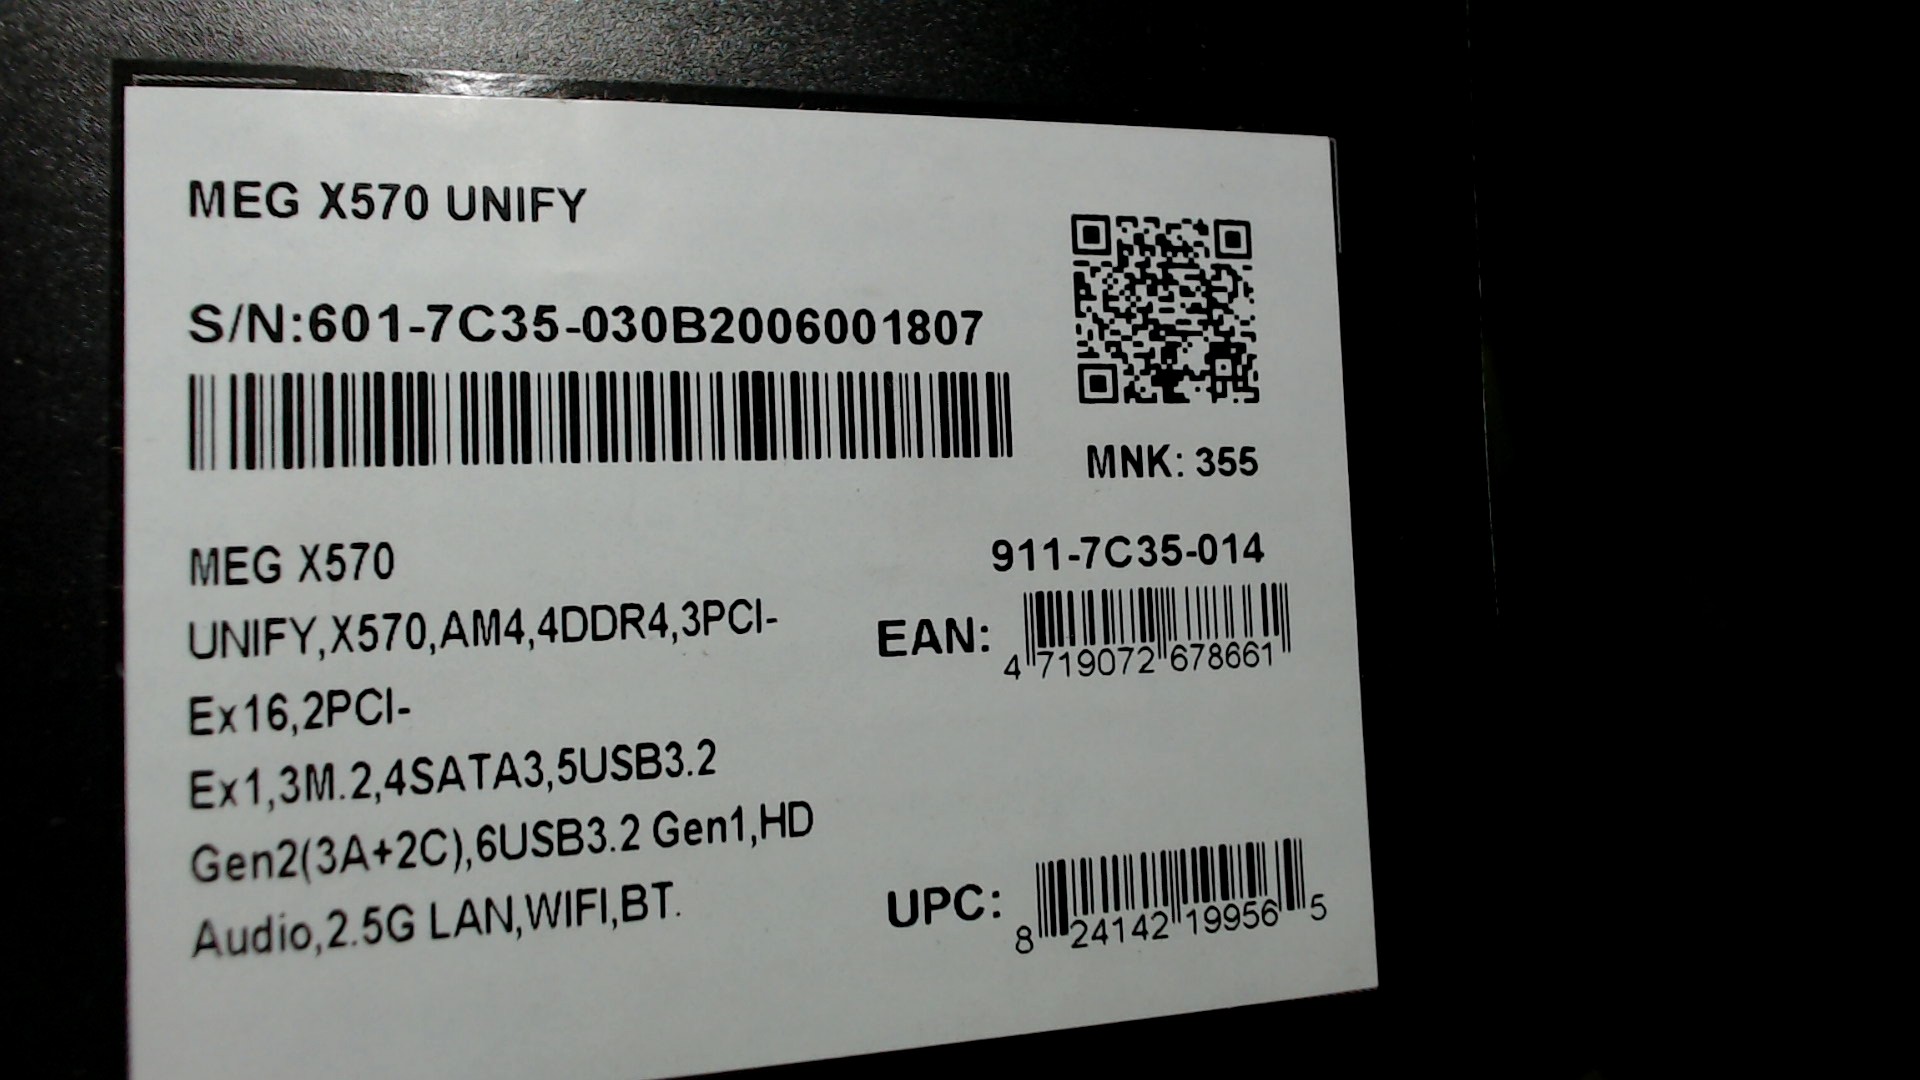 MEG X570 UNIFY
S/N:601-7C35-030B2006001807
MNK: 355
MEG X570
UNIFY,X570,AM4,4DDR4,3PCI-
Ex16,2PCI-
Ex1,3M.2,4SATA3,5USB3.2
Gen2(3A+2C),6USB3.2 Gen1,HD
Audio,2.5G LAN,WIFI,BT.
911-7C35-014
EAN:
4 719072 678661
UPC:
8 24142 19956 5